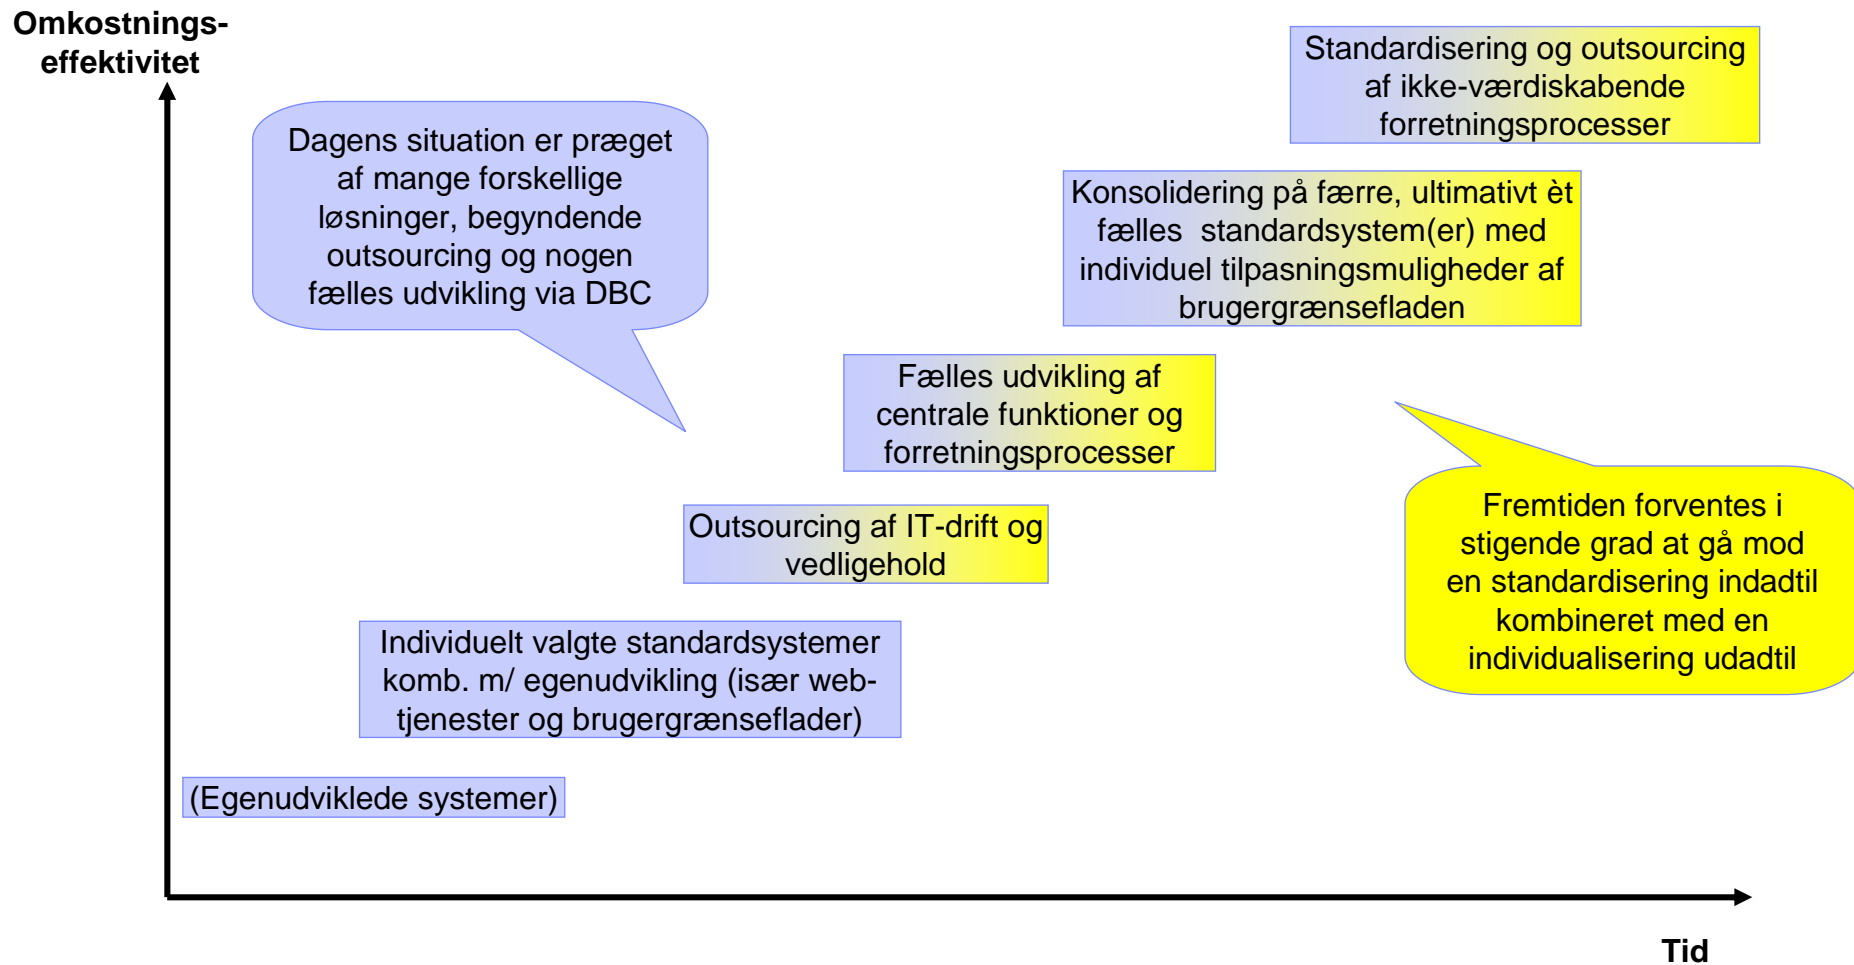 Omkostnings-
effektivitet
Standardisering og outsourcing
af ikke-værdiskabende
forretningsprocesser
Dagens situation er præget
af mange forskellige
løsninger, begyndende
outsourcing og nogen
fælles udvikling via DBC
Konsolidering på færre, ultimativt èt
fælles  standardsystem(er) med
individuel tilpasningsmuligheder af
brugergrænsefladen
Fælles udvikling af
centrale funktioner og
forretningsprocesser
Outsourcing af IT-drift og
vedligehold
Fremtiden forventes i
stigende grad at gå mod
en standardisering indadtil
kombineret med en
individualisering udadtil
Individuelt valgte standardsystemer
komb. m/ egenudvikling (især web-
tjenester og brugergrænseflader)
(Egenudviklede systemer)
Tid